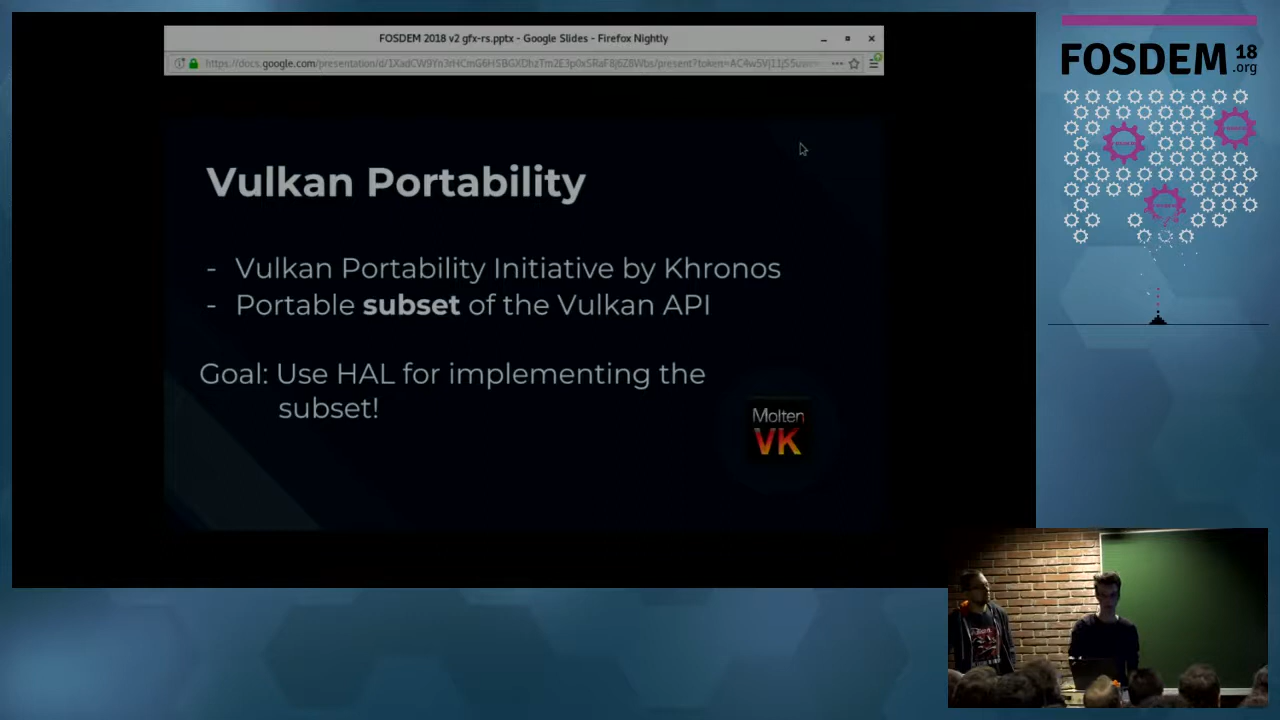 FOSDEM 2018 v2 gfx-rs.pptx - Google Slides - Firefox Nightly
Vulkan Portability
- Vulkan Portability Initiative by Khronos
- Portable subset of the Vulkan API
Goal: Use HAL for implementing the
subset!
Molten
VK
FOSDEM 18
.org